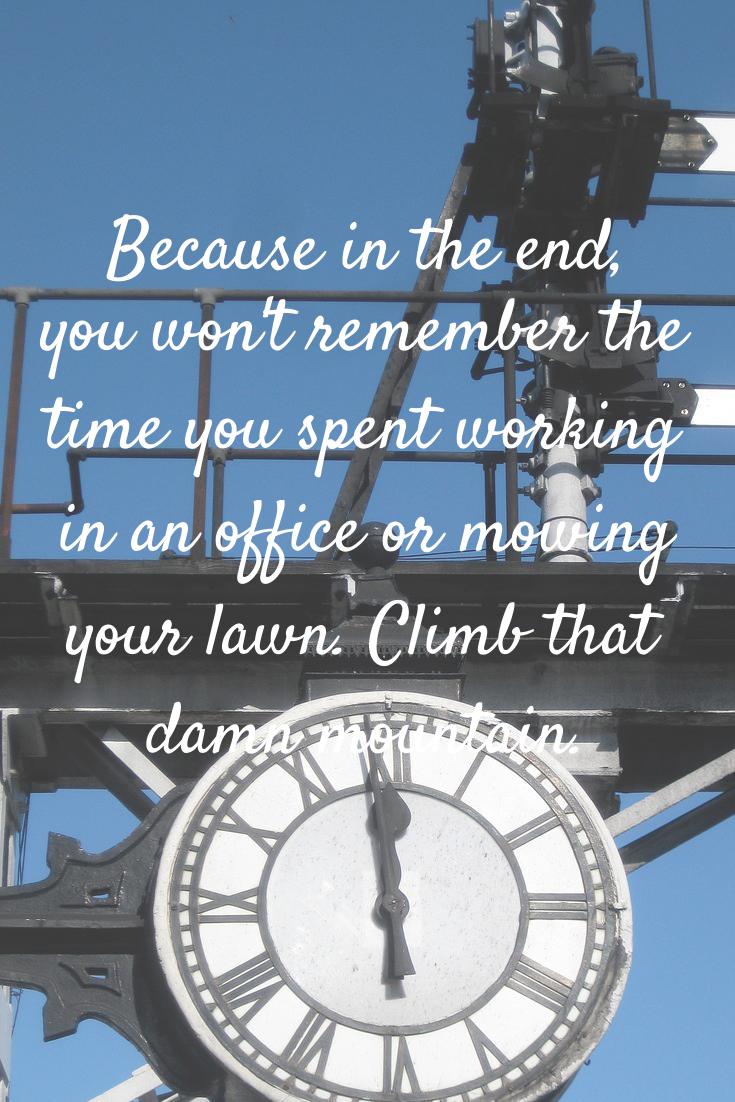 Because in the end,
you won't remember the
time you spent working
in an office or mowing
your lawn. Climb that
damn mountain.